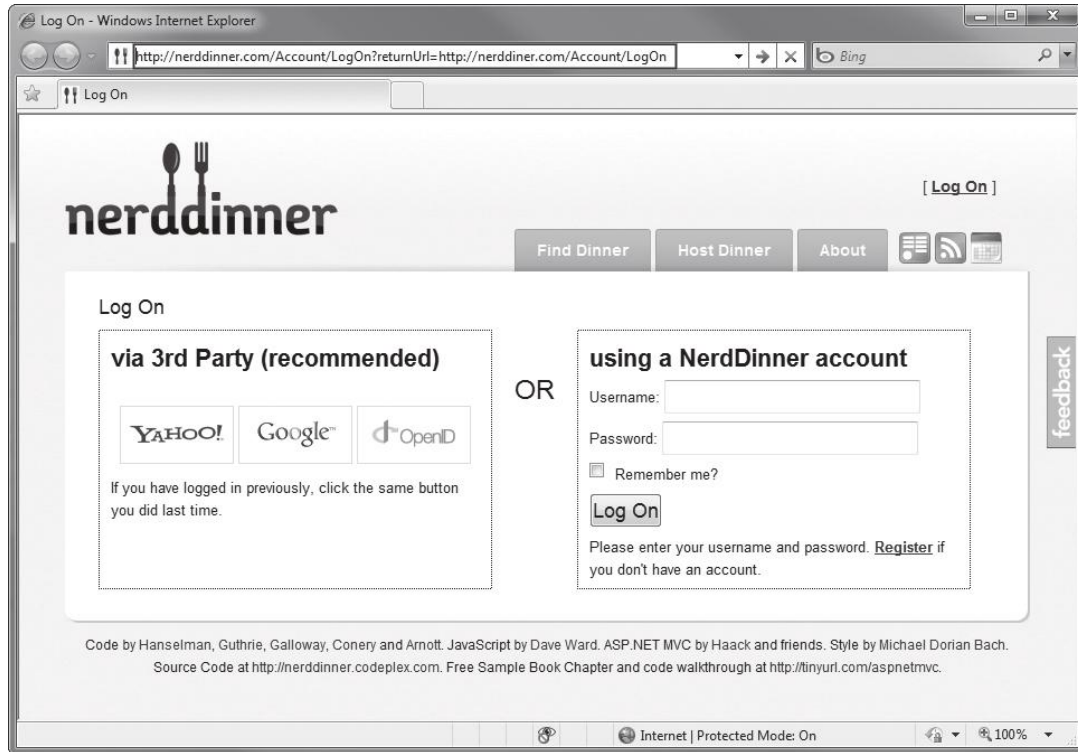 Log On - Windows Internet Explorer
http://nerddinner.com/Account/LogOn?returnUrl=http://nerddiner.com/Account/LogOn
Bing
Log On
nerddinner
[ Log On ]
Find Dinner
Host Dinner
About
Log On
via 3rd Party (recommended)
YAHOO!
Google™
OpenID
If you have logged in previously, click the same button
you did last time.
OR
using a NerdDinner account
Username:
Password:
Remember me?
Log On
Please enter your username and password. Register if
you don't have an account.
feedback
Code by Hanselman, Guthrie, Galloway, Conery and Arnott. JavaScript by Dave Ward. ASP.NET MVC by Haack and friends. Style by Michael Dorian Bach.
Source Code at http://nerddinner.codeplex.com. Free Sample Book Chapter and code walkthrough at http://tinyurl.com/aspnetmvc.
Internet | Protected Mode: On
100%